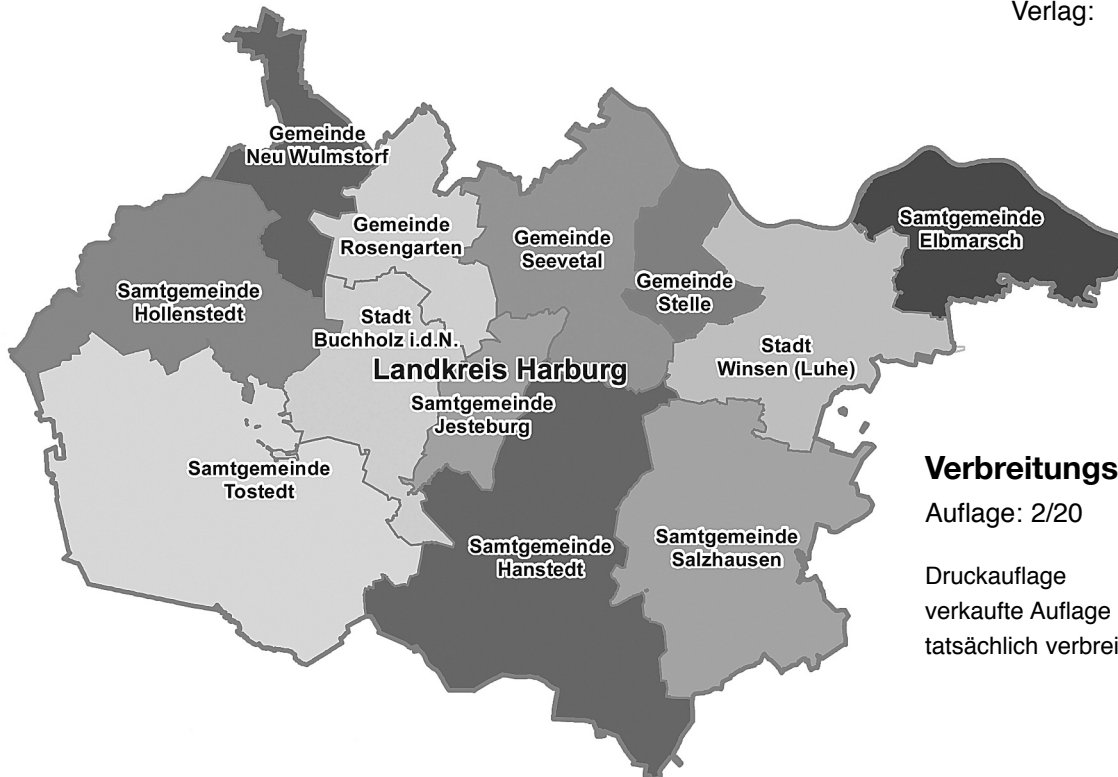 Verlag:
Gemeinde
Neu Wulmstorf
Gemeinde
Rosengarten
Gemeinde
Seevetal
Samtgemeinde
Elbmarsch
Gemeinde
Stelle
Samtgemeinde
Hollenstedt
Stadt
Buchholz i.d.N.
Stadt
Winsen (Luhe)
Landkreis Harburg
Samtgemeinde
Jesteburg
Samtgemeinde
Tostedt
Samtgemeinde
Hanstedt
Samtgemeinde
Salzhausen
Verbreitungs
Auflage: 2/20
Druckauflage
verkaufte Auflage
tatsächlich verbrei